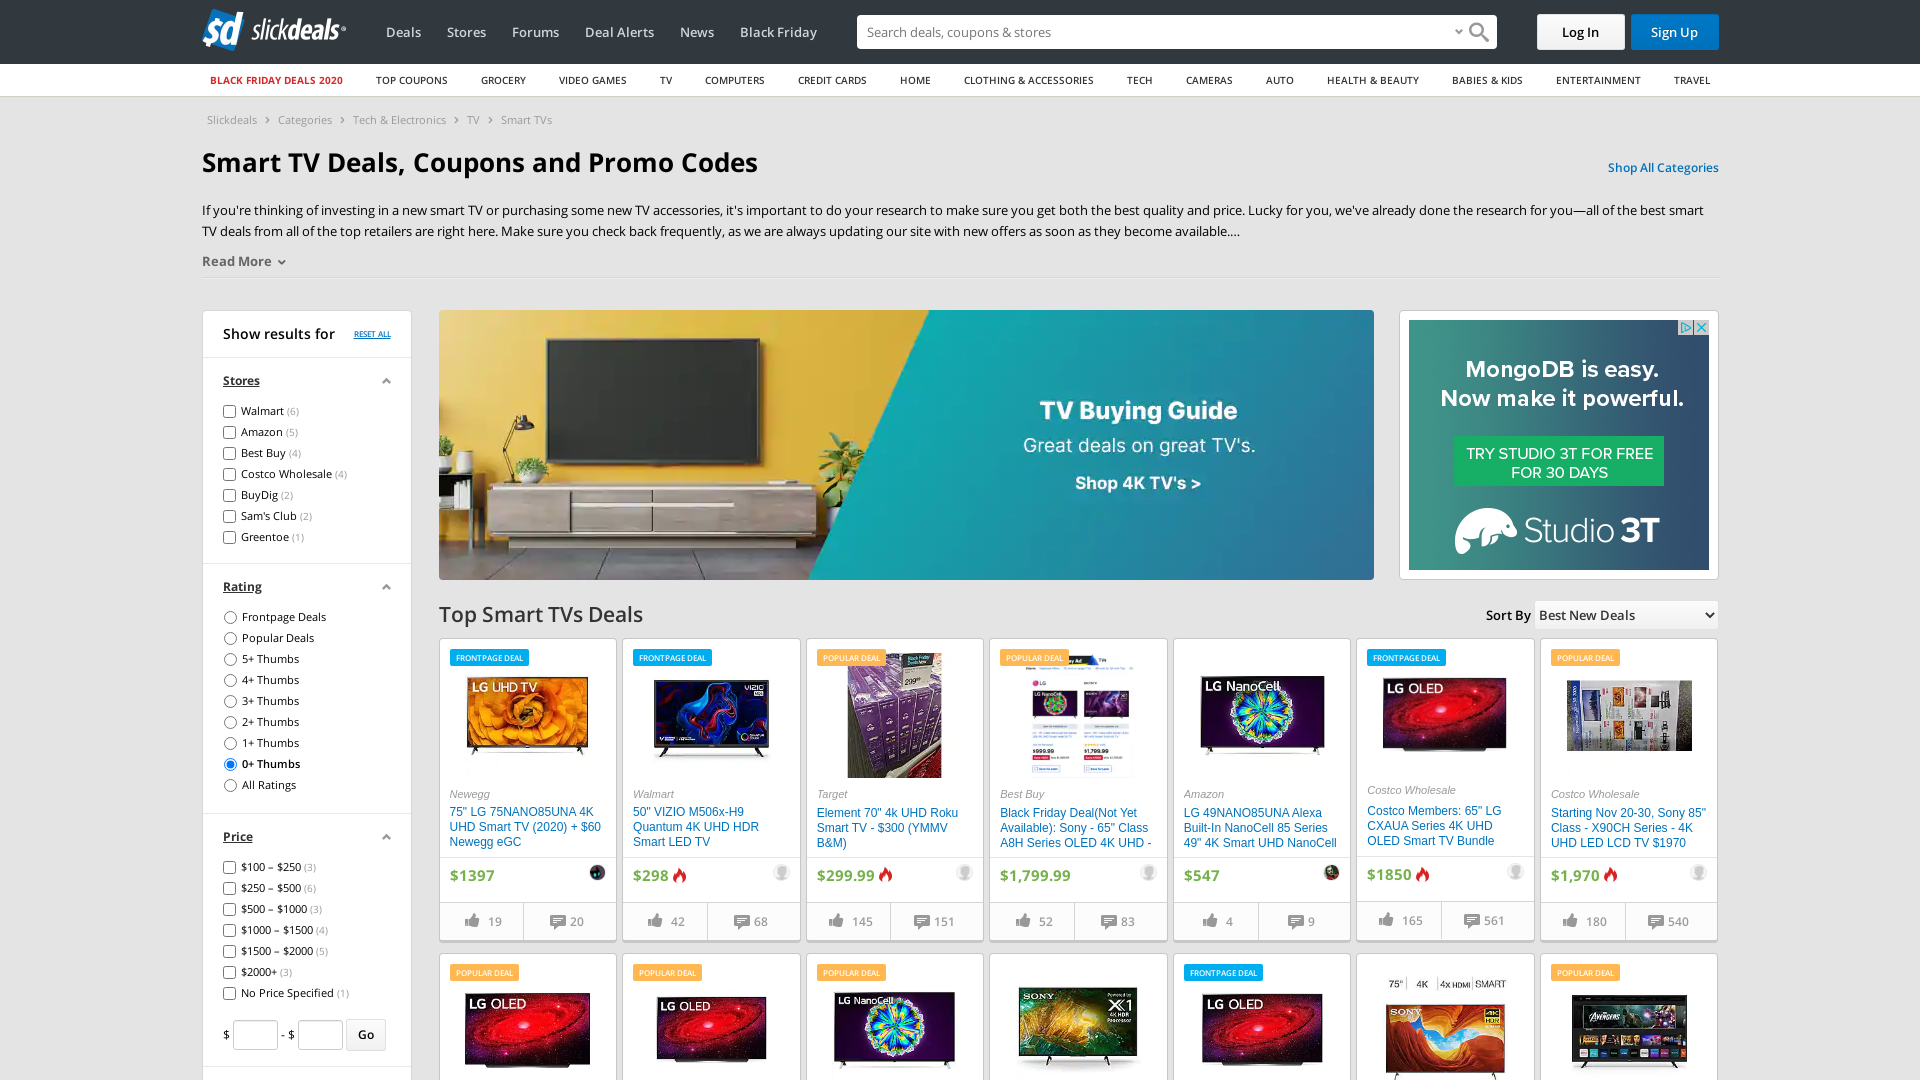 slickdeals
Deals
Stores
Forums
Deal Alerts
News
Black Friday
Search deals, coupons & stores
Log In
Sign Up
BLACK FRIDAY DEALS 2020
TOP COUPONS
GROCERY
VIDEO GAMES
TV
COMPUTERS
CREDIT CARDS
HOME
CLOTHING & ACCESSORIES
TECH
CAMERAS
AUTO
HEALTH & BEAUTY
BABIES & KIDS
ENTERTAINMENT
TRAVEL
Slickdeals > Categories > Tech & Electronics > TV > Smart TVs
Smart TV Deals, Coupons and Promo Codes
Shop All Categories
If you're thinking of investing in a new smart TV or purchasing some new TV accessories, it's important to do your research to make sure you get both the best quality and price. Lucky for you, we've already done the research for you—all of the best smart
TV deals from all of the top retailers are right here. Make sure you check back frequently, as we are always updating our site with new offers as soon as they become available....
Read More
Show results for
RESET ALL
Stores
Walmart (6)
Amazon (5)
Best Buy (4)
Costco Wholesale (4)
BuyDig (2)
Sam's Club (2)
Greentoe (1)
Rating
Frontpage Deals
Popular Deals
5+ Thumbs
4+ Thumbs
3+ Thumbs
2+ Thumbs
1+ Thumbs
0+ Thumbs
All Ratings
Price
$100 – $250 (3)
$250 – $500 (6)
$500 – $1000 (3)
$1000 – $1500 (4)
$1500 – $2000 (5)
$2000+ (3)
No Price Specified (1)
$ - $ Go
TV Buying Guide
Great deals on great TV's.
Shop 4K TV's >
MongoDB is easy.
Now make it powerful.
TRY STUDIO 3T FOR FREE
FOR 30 DAYS
Studio 3T
Top Smart TVs Deals
Sort By Best New Deals
FRONTPAGE DEAL
LG UHD TV
Newegg
75" LG 75NANO85UNA 4K
UHD Smart TV (2020) + $60
Newegg eGC
$1397
19
20
FRONTPAGE DEAL
VIZIO
Walmart
50" VIZIO M506x-H9
Quantum 4K UHD HDR
Smart LED TV
$298
42
68
POPULAR DEAL
299
Target
Element 70" 4k UHD Roku
Smart TV - $300 (YMMV
B&M)
$299.99
145
151
POPULAR DEAL
LG
SONY
$999.99
$1,799.99
Best Buy
Black Friday Deal(Not Yet
Available): Sony - 65" Class
A8H Series OLED 4K UHD -
$1,799.99
52
83
LG NanoCell
Amazon
LG 49NANO85UNA Alexa
Built-In NanoCell 85 Series
49" 4K Smart UHD NanoCell
$547
4
9
FRONTPAGE DEAL
LG OLED
Costco Wholesale
Costco Members: 65" LG
CXAUA Series 4K UHD
OLED Smart TV Bundle
$1850
165
561
POPULAR DEAL
Costco Wholesale
Starting Nov 20-30, Sony 85"
Class - X90CH Series - 4K
UHD LED LCD TV $1970
$1,970
180
540
POPULAR DEAL
LG OLED
POPULAR DEAL
LG OLED
POPULAR DEAL
LG NanoCell
SONY
Powered by
X1
4K HDR
Processor
FRONTPAGE DEAL
LG OLED
75" | 4K | 4x HDMI | SMART
SONY
4K
HDR
POPULAR DEAL
AVENGERS